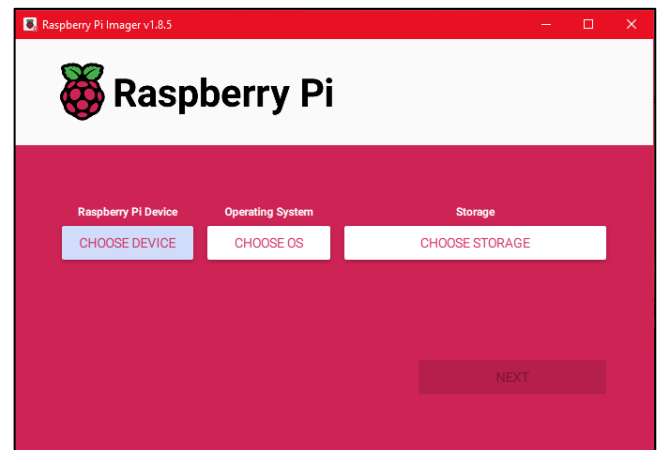 Raspberry Pi Imager v1.8.5
Raspberry Pi
Raspberry Pi Device Operating System Storage
CHOOSE DEVICE CHOOSE OS CHOOSE STORAGE
NEXT